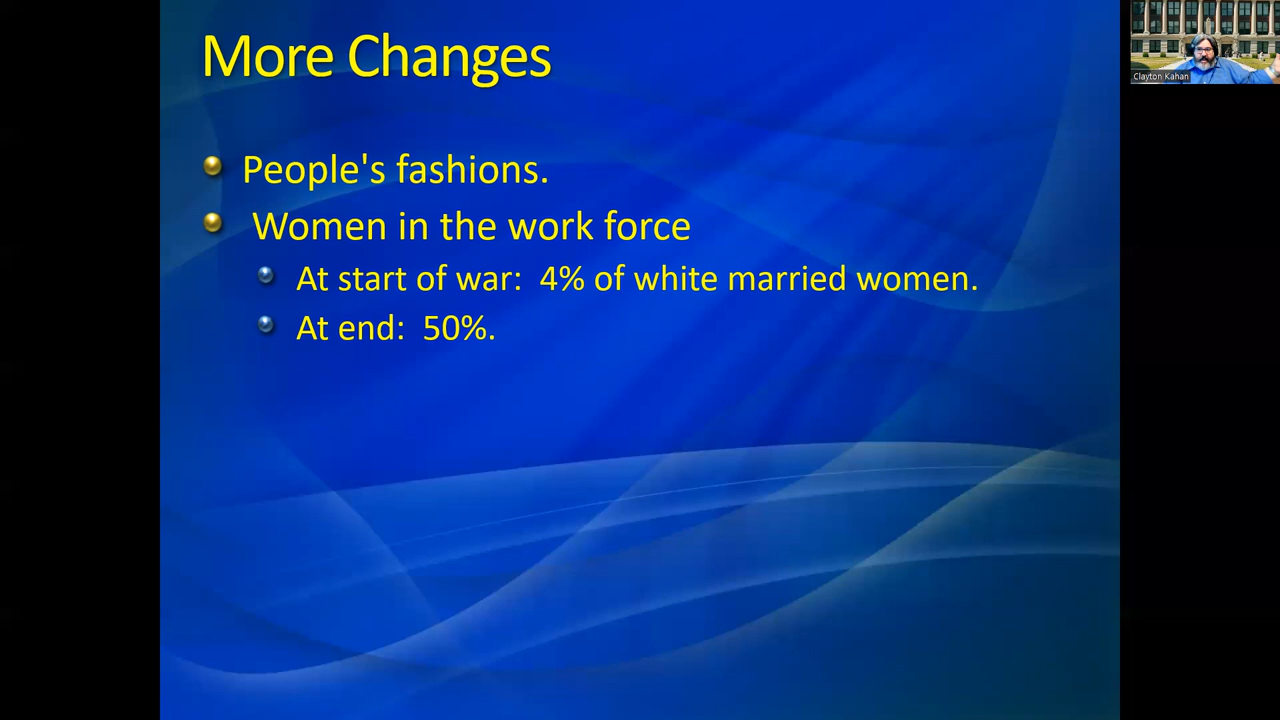 More Changes
People's fashions.
Women in the work force
At start of war:  4% of white married women.
At end:  50%.
Clayton Kahan